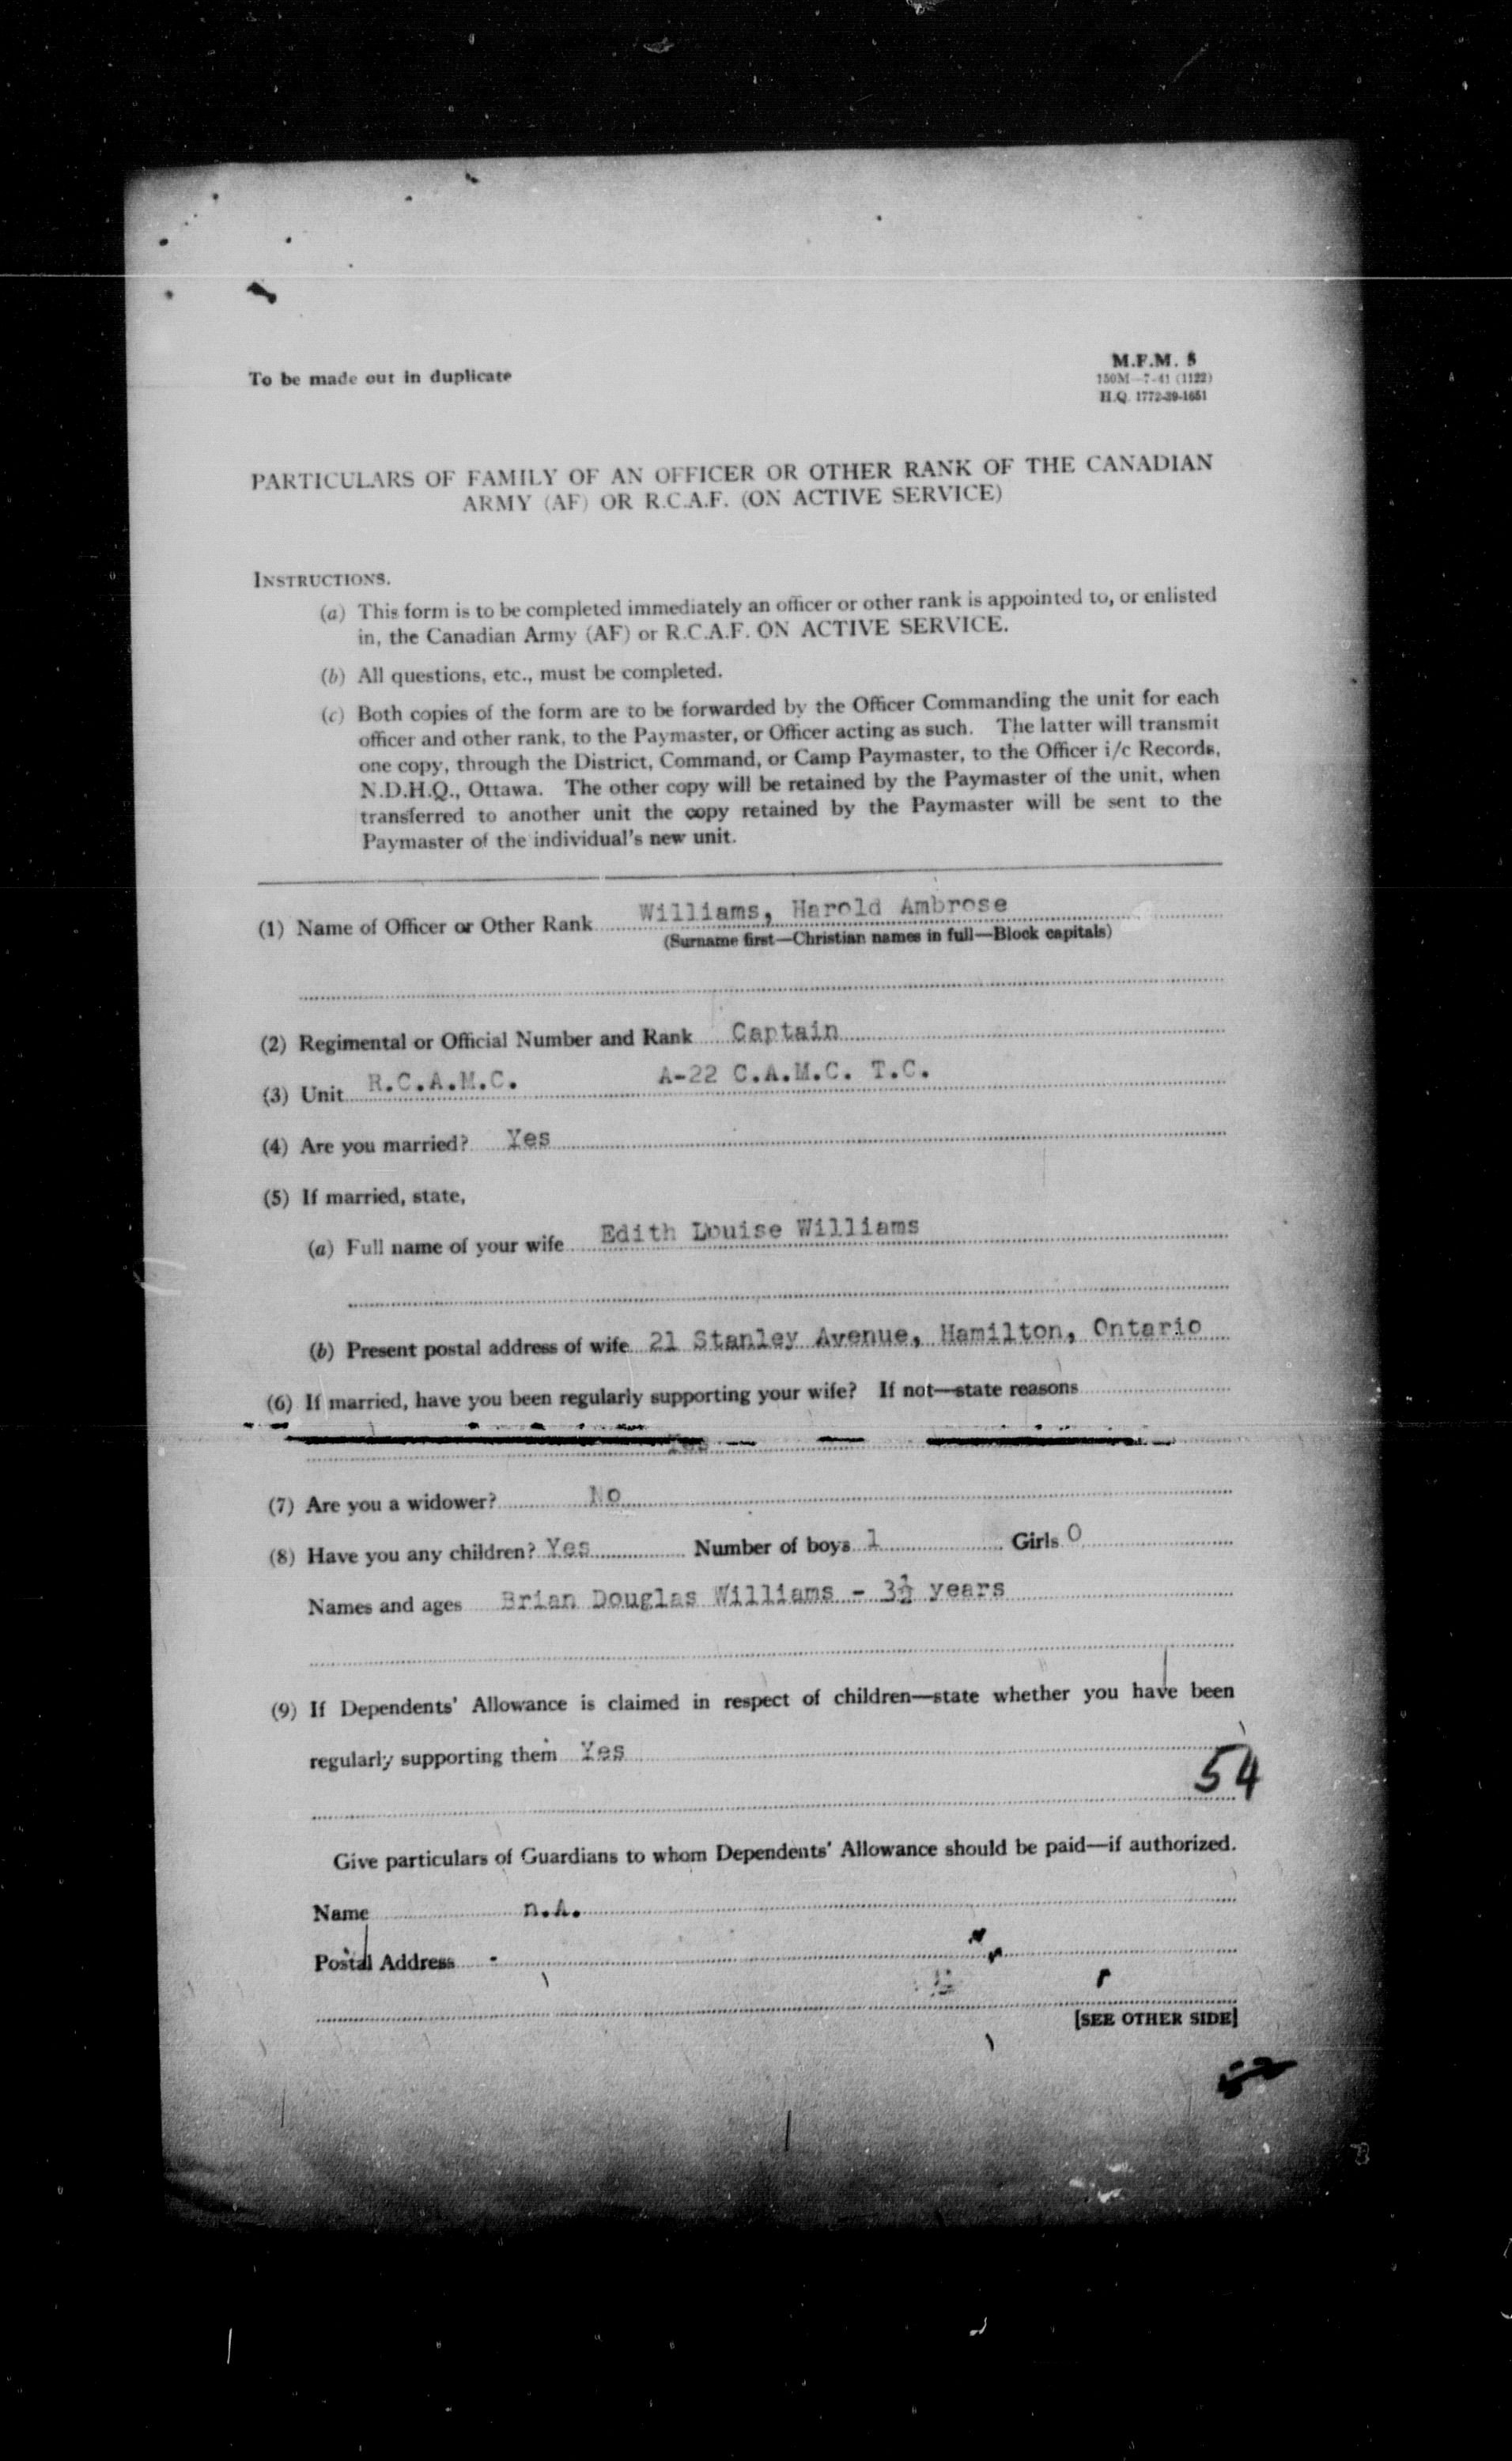 To be made out in duplicate
M.F.M. 8
150M—7-41 (1122)
H.Q. 1772-39-1651
PARTICULARS OF FAMILY OF AN OFFICER OR OTHER RANK OF THE CANADIAN
ARMY (AF) OR R.C.A.F. (ON ACTIVE SERVICE)
INSTRUCTIONS.
(a) This form is to be completed immediately an officer or other rank is appointed to, or enlisted
in, the Canadian Army (AF) or R.C.A.F. ON ACTIVE SERVICE.
(b) All questions, etc., must be completed.
(c) Both copies of the form are to be forwarded by the Officer Commanding the unit for each
officer and other rank, to the Paymaster, or Officer acting as such. The latter will transmit
one copy, through the District, Command, or Camp Paymaster, to the Officer i/c Records,
N.D.H.Q., Ottawa. The other copy will be retained by the Paymaster of the unit, when
transferred to another unit the copy retained by the Paymaster will be sent to the
Paymaster of the individual's new unit.
(1) Name of Officer or Other Rank Williams, Harold Ambrose
(Surname first—Christian names in full—Block capitals)
(2) Regimental or Official Number and Rank Captain
(3) Unit R.C.A.M.C. A-22 C.A.M.C. T.C.
(4) Are you married? Yes
(5) If married, state,
(a) Full name of your wife Edith Louise Williams
(b) Present postal address of wife 21 Stanley Avenue, Hamilton, Ontario
(6) If married, have you been regularly supporting your wife? If not—state reasons
Yes
(7) Are you a widower? No
(8) Have you any children? Yes Number of boys 1 Girls 0
Names and ages Brian Douglas Williams - 3½ years
(9) If Dependents' Allowance is claimed in respect of children—state whether you have been
regularly supporting them Yes
54
Give particulars of Guardians to whom Dependents' Allowance should be paid—if authorized.
Name n.A.
Postal Address -
[SEE OTHER SIDE]